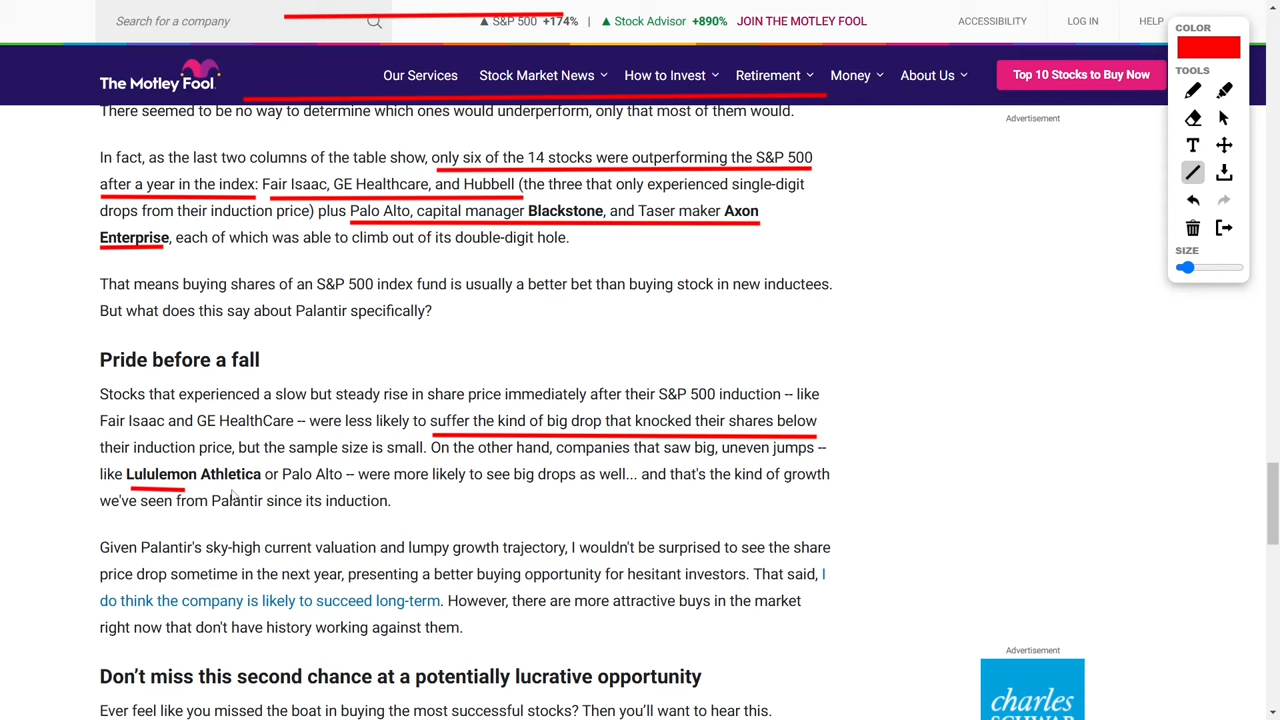 Search for a company
▲ S&P 500 +174% | ▲ Stock Advisor +890% JOIN THE MOTLEY FOOL
ACCESSIBILITY LOG IN HELP
The Motley Fool
Our Services Stock Market News How to Invest Retirement Money About Us
Top 10 Stocks to Buy Now
COLOR
TOOLS
T
SIZE
There seemed to be no way to determine which ones would underperform, only that most of them would.
In fact, as the last two columns of the table show, only six of the 14 stocks were outperforming the S&P 500
after a year in the index: Fair Isaac, GE Healthcare, and Hubbell (the three that only experienced single-digit
drops from their induction price) plus Palo Alto, capital manager Blackstone, and Taser maker Axon
Enterprise, each of which was able to climb out of its double-digit hole.
That means buying shares of an S&P 500 index fund is usually a better bet than buying stock in new inductees.
But what does this say about Palantir specifically?
Pride before a fall
Stocks that experienced a slow but steady rise in share price immediately after their S&P 500 induction -- like
Fair Isaac and GE HealthCare -- were less likely to suffer the kind of big drop that knocked their shares below
their induction price, but the sample size is small. On the other hand, companies that saw big, uneven jumps --
like Lululemon Athletica or Palo Alto -- were more likely to see big drops as well... and that's the kind of growth
we've seen from Palantir since its induction.
Given Palantir's sky-high current valuation and lumpy growth trajectory, I wouldn't be surprised to see the share
price drop sometime in the next year, presenting a better buying opportunity for hesitant investors. That said, I
do think the company is likely to succeed long-term. However, there are more attractive buys in the market
right now that don't have history working against them.
Don't miss this second chance at a potentially lucrative opportunity
Ever feel like you missed the boat in buying the most successful stocks? Then you'll want to hear this.
Advertisement
Advertisement
charles
SCHWAB